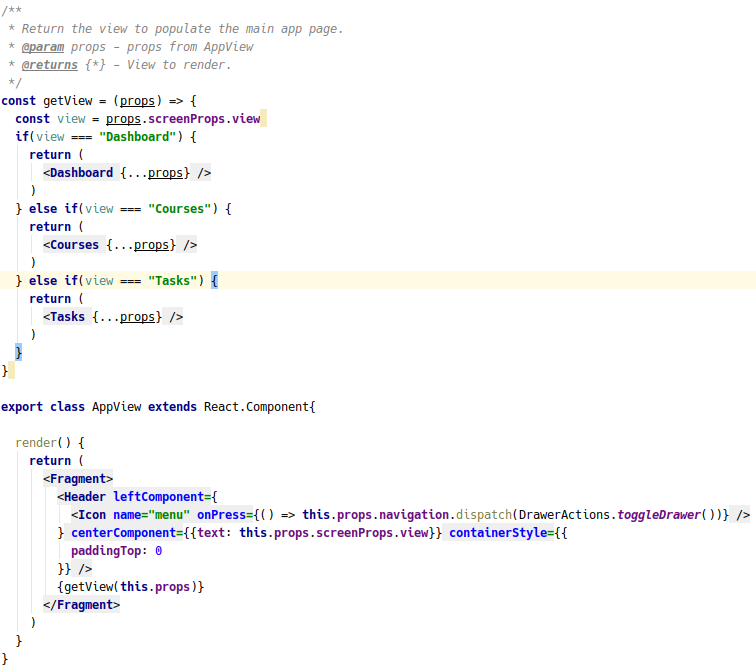 /**
 * Return the view to populate the main app page.
 * @param props – props from AppView
 * @returns {*} – View to render.
 */
const getView = (props) => {
  const view = props.screenProps.view
  if(view === "Dashboard") {
    return (
      <Dashboard {...props} />
    )
  } else if(view === "Courses") {
    return (
      <Courses {...props} />
    )
  } else if(view === "Tasks") {
    return (
      <Tasks {...props} />
    )
  }
}

export class AppView extends React.Component{

  render() {
    return (
      <Fragment>
        <Header leftComponent={
          <Icon name="menu" onPress={() => this.props.navigation.dispatch(DrawerActions.toggleDrawer())} />
        } centerComponent={{text: this.props.screenProps.view}} containerStyle={{
          paddingTop: 0
        }} />
        {getView(this.props)}
      </Fragment>
    )
  }
}